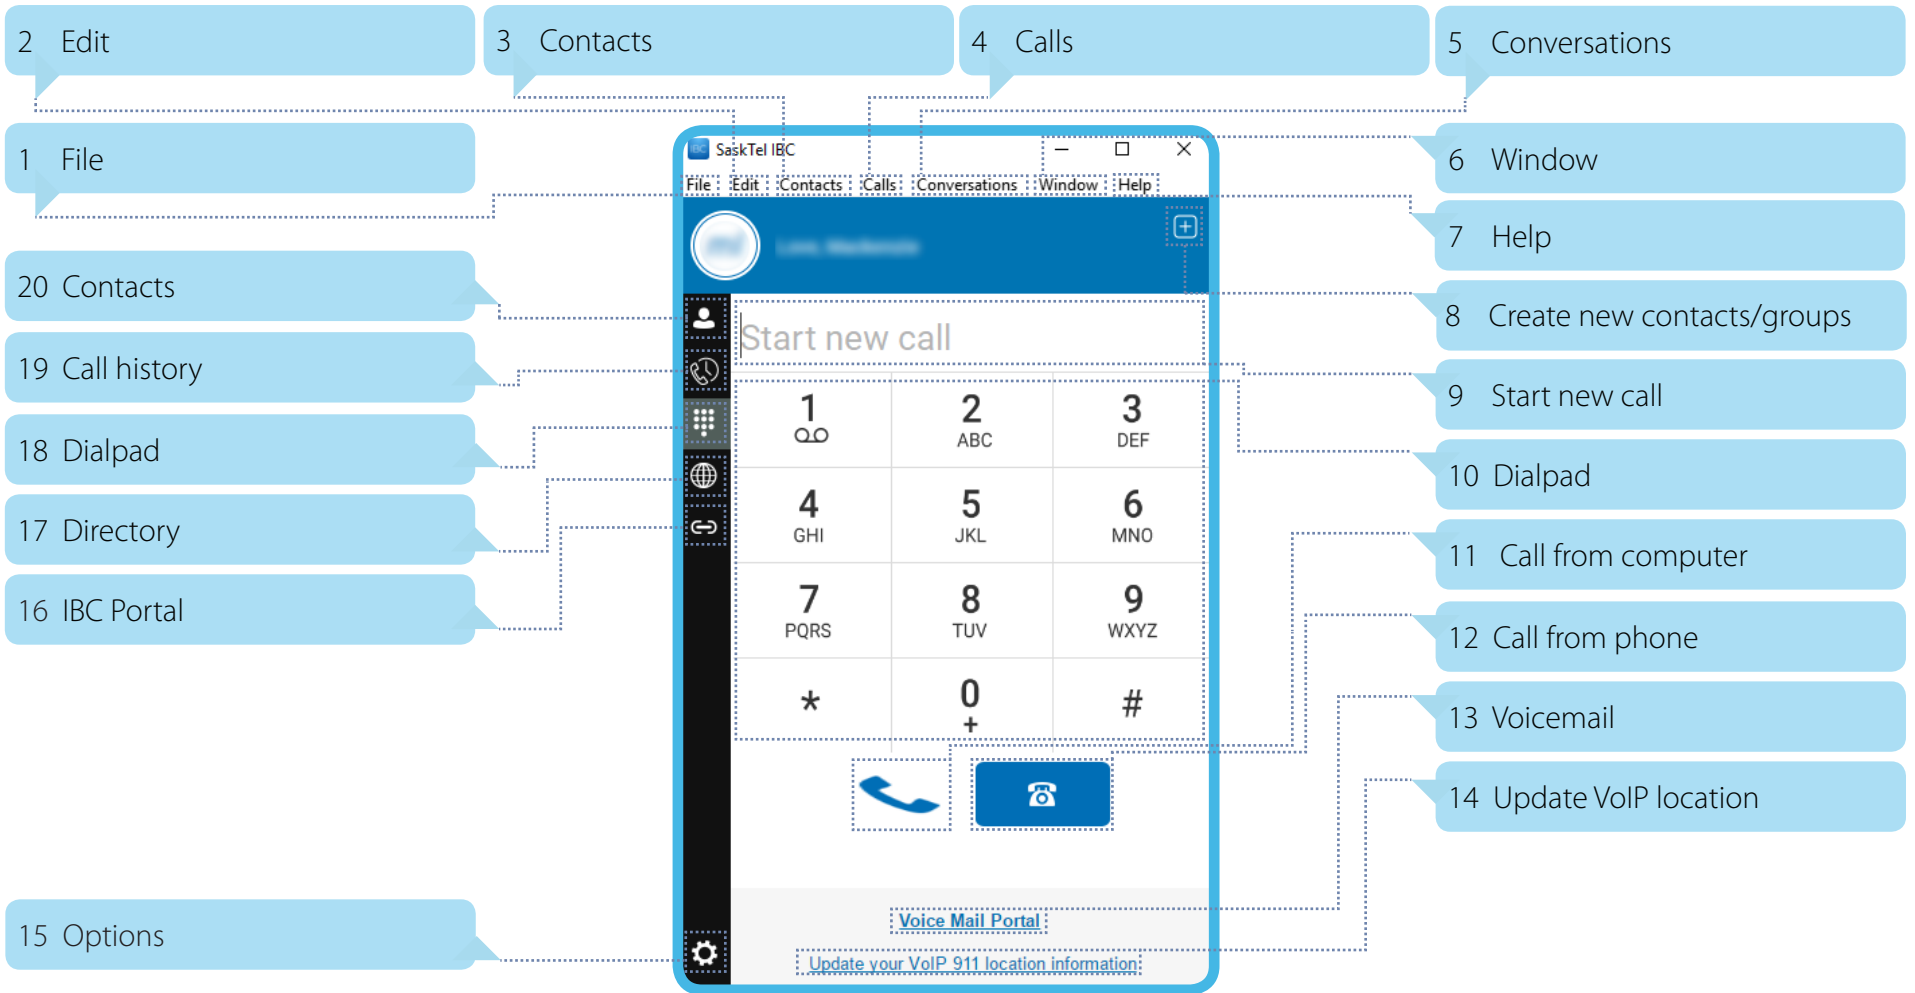 2 Edit
3 Contacts
4 Calls
5 Conversations
1 File
6 Window
7 Help
8 Create new contacts/groups
9 Start new call
10 Dialpad
11 Call from computer
12 Call from phone
13 Voicemail
14 Update VoIP location
20 Contacts
19 Call history
18 Dialpad
17 Directory
16 IBC Portal
15 Options
IBC SaskTel IBC
File Edit Contacts Calls Conversations Window Help
Start new call
1 2 3
ABC DEF
4 5 6
GHI JKL MNO
7 8 9
PQRS TUV WXYZ
* 0 #
+
Voice Mail Portal
Update your VoIP 911 location information